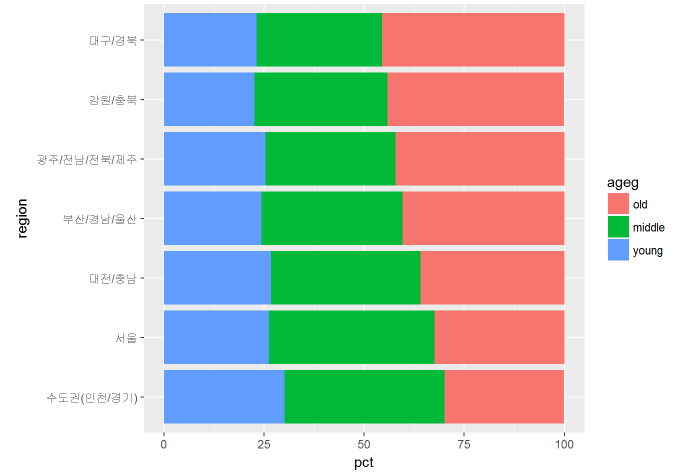 대구/경북
강원/충북
광주/전남/전북/제주
부산/경남/울산
대전/충남
서울
수도권(인천/경기)
region
0
25
50
75
100
pct
ageg
old
middle
young